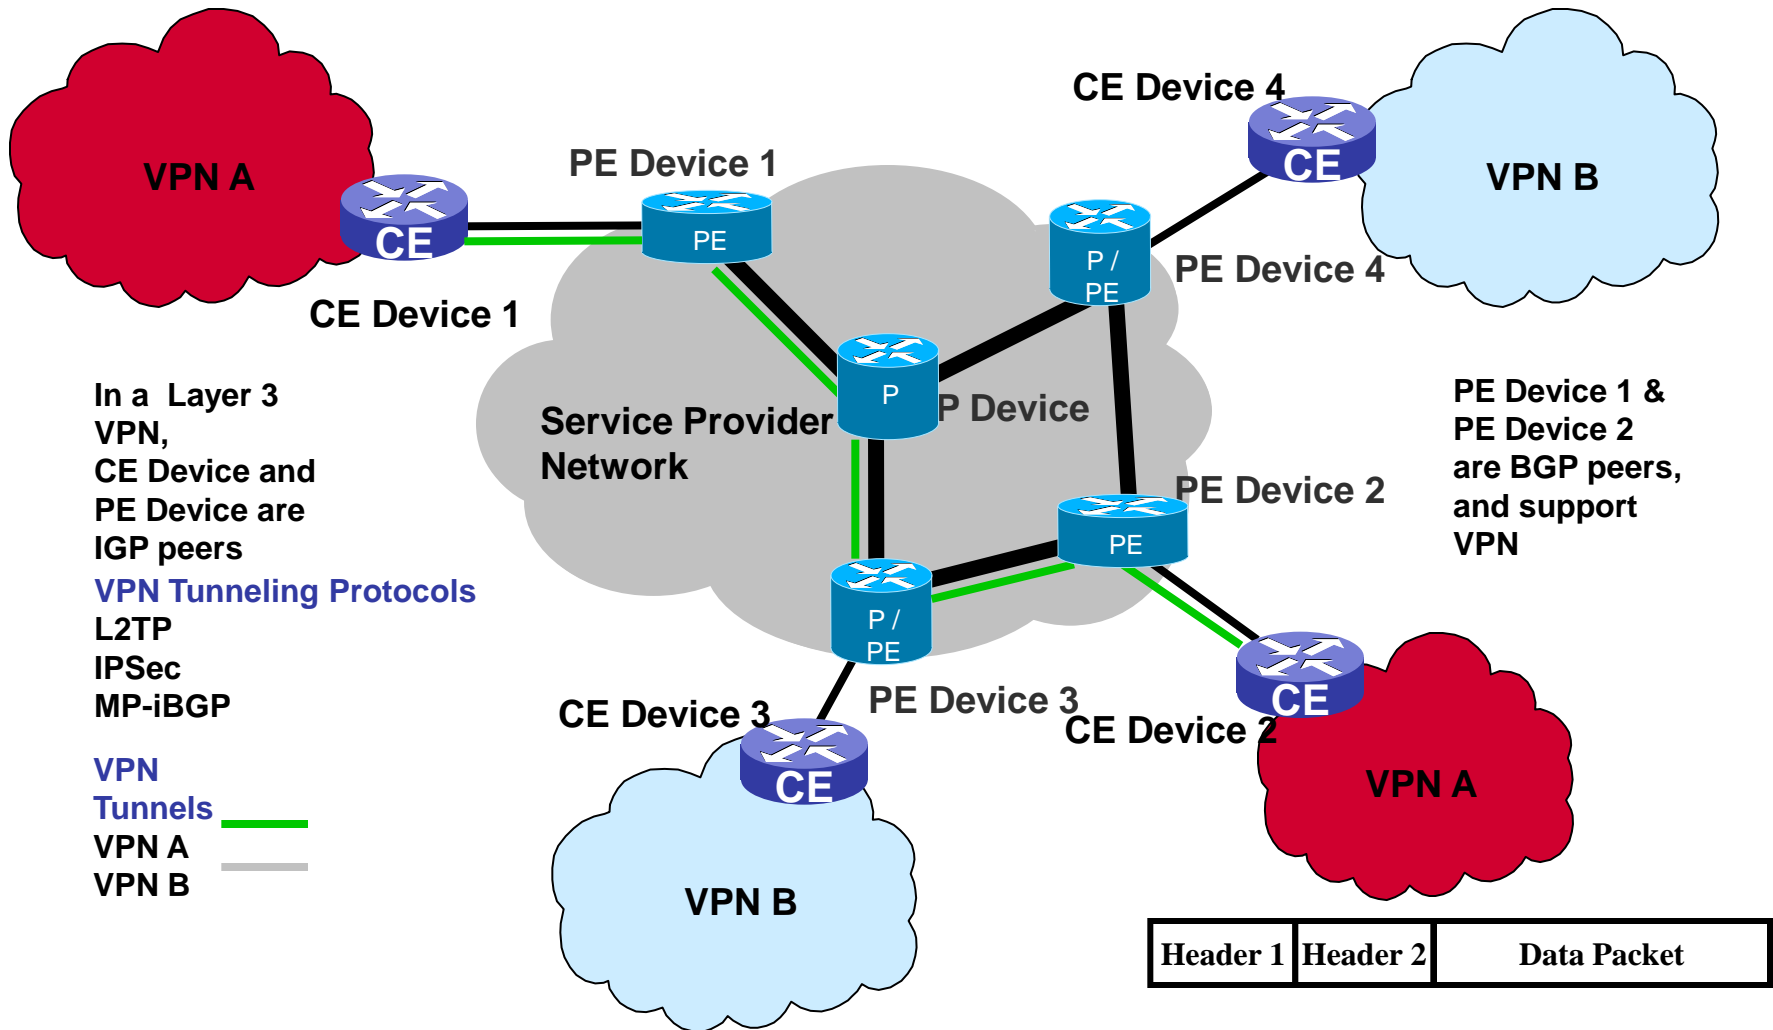 CE Device 4
VPN A
CE
PE Device 1
PE
CE
VPN B
P /
PE
PE Device 4
CE Device 1
P
P Device
Service Provider
Network
In a  Layer 3
VPN,
CE Device and
PE Device are
IGP peers
VPN Tunneling Protocols
L2TP
IPSec
MP-iBGP
VPN
Tunnels
VPN A
VPN B
PE Device 1 &
PE Device 2
are BGP peers,
and support
VPN
PE Device 2
PE
P /
PE
PE Device 3
CE Device 3
CE
VPN B
CE Device 2
CE
VPN A
Header 1
Header 2
Data Packet